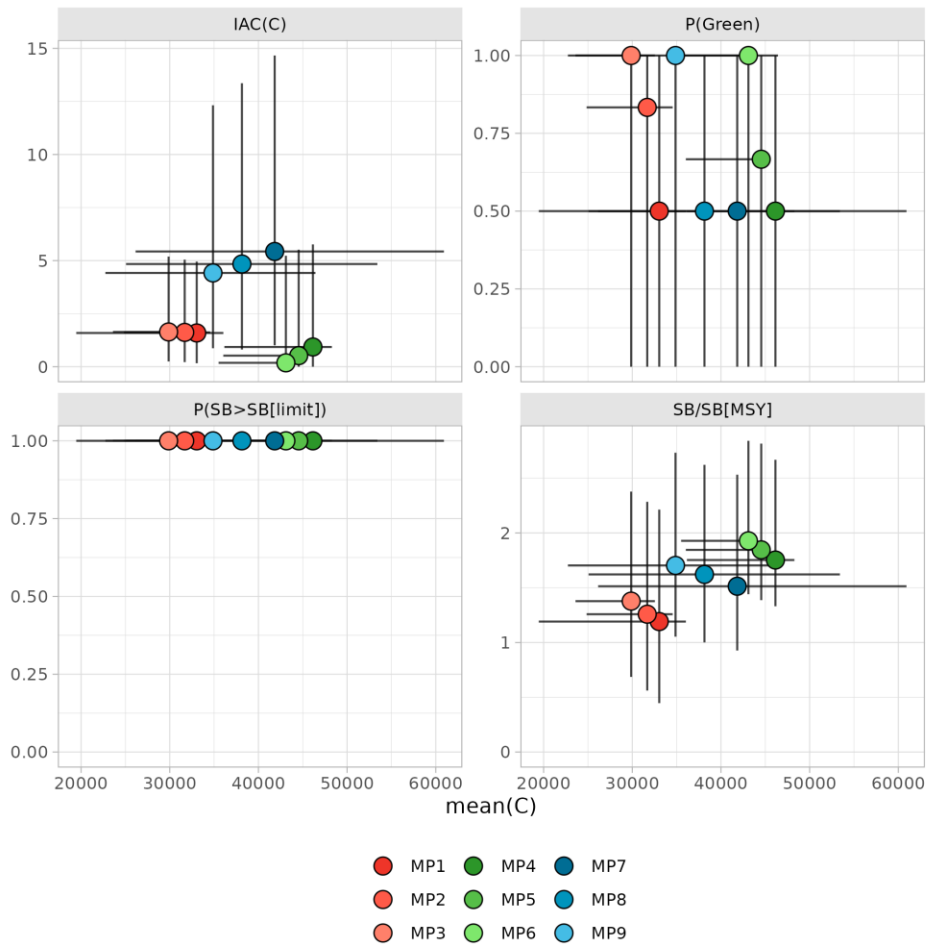 IAC(C)
P(Green)
15
10
5
0
1.00
0.75
0.50
0.25
0.00
P(SB>SB[limit])
SB/SB[MSY]
1.00
0.75
0.50
0.25
0.00
2
1
0
20000 30000 40000 50000 60000
20000 30000 40000 50000 60000
mean(C)
MP1 MP4 MP7
MP2 MP5 MP8
MP3 MP6 MP9